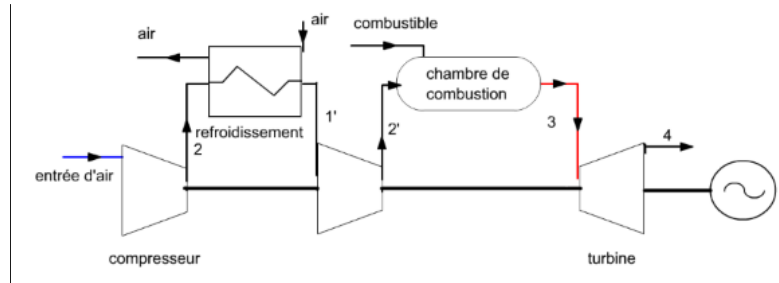 air
air
combustible
chambre de
combustion
refroidissement
1'
2
2'
3
4
entrée d'air
compresseur
turbine